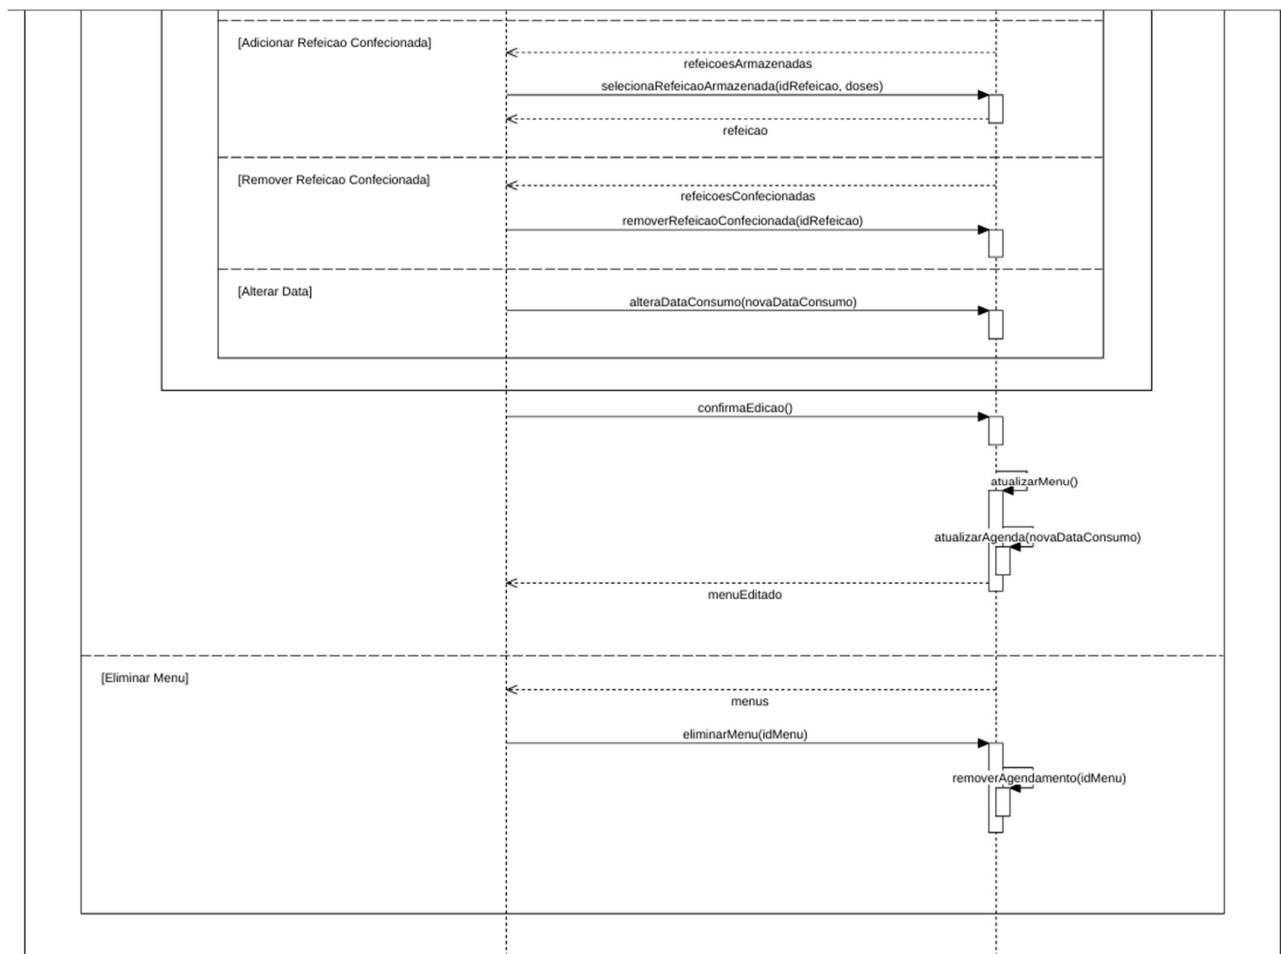 [Adicionar Refeicao Confecionada]
refeicoesArmazenadas
selecionaRefeicaoArmazenada(idRefeicao, doses)
refeicao
[Remover Refeicao Confecionada]
refeicoesConfecionadas
removerRefeicaoConfecionada(idRefeicao)
[Alterar Data]
alteraDataConsumo(novaDataConsumo)
confirmaEdicao()
atualizarMenu()
atualizarAgenda(novaDataConsumo)
menuEditado
[Eliminar Menu]
menus
eliminarMenu(idMenu)
removerAgendamento(idMenu)